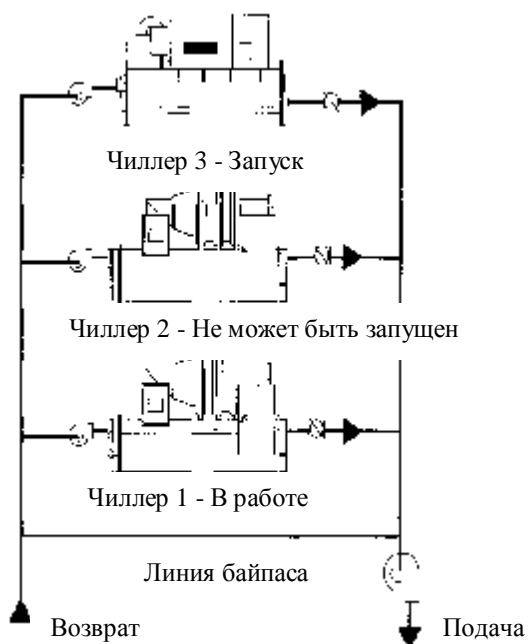 Чиллер 3 - Запуск
Чиллер 2 - Не может быть запущен
Чиллер 1 - В работе
Линия байпаса
Возврат
Подача